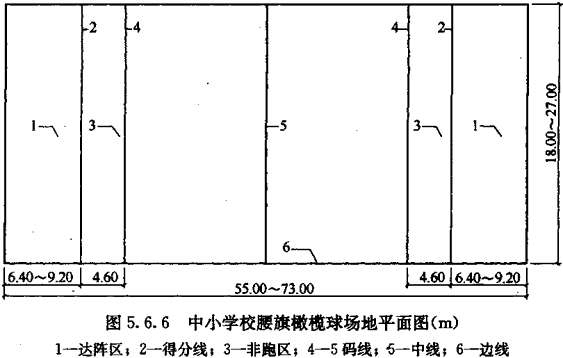 2 4 4 2
1 3 5 3 1
18.00～27.00
6
6.40～9.20 4.60 4.60 6.40～9.20
55.00～73.00
图 5.6.6 中小学校腰旗橄榄球场地平面图(m)
1—达阵区；2—得分线；3—非跑区；4—5 码线；5—中线；6—边线